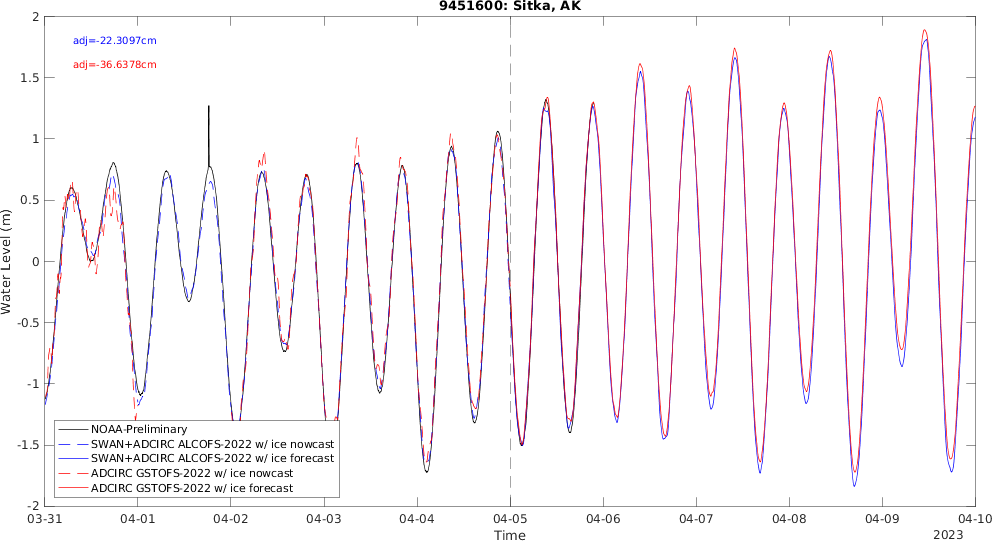 9451600: Sitka, AK
adj=-22.3097cm
adj=-36.6378cm
2
1.5
1
0.5
0
-0.5
-1
-1.5
-2
Water Level (m)
NOAA-Preliminary
SWAN+ADCIRC ALCOFS-2022 w/ ice nowcast
SWAN+ADCIRC ALCOFS-2022 w/ ice forecast
ADCIRC GSTOFS-2022 w/ ice nowcast
ADCIRC GSTOFS-2022 w/ ice forecast
03-31 04-01 04-02 04-03 04-04 04-05 04-06 04-07 04-08 04-09 04-10
Time
2023